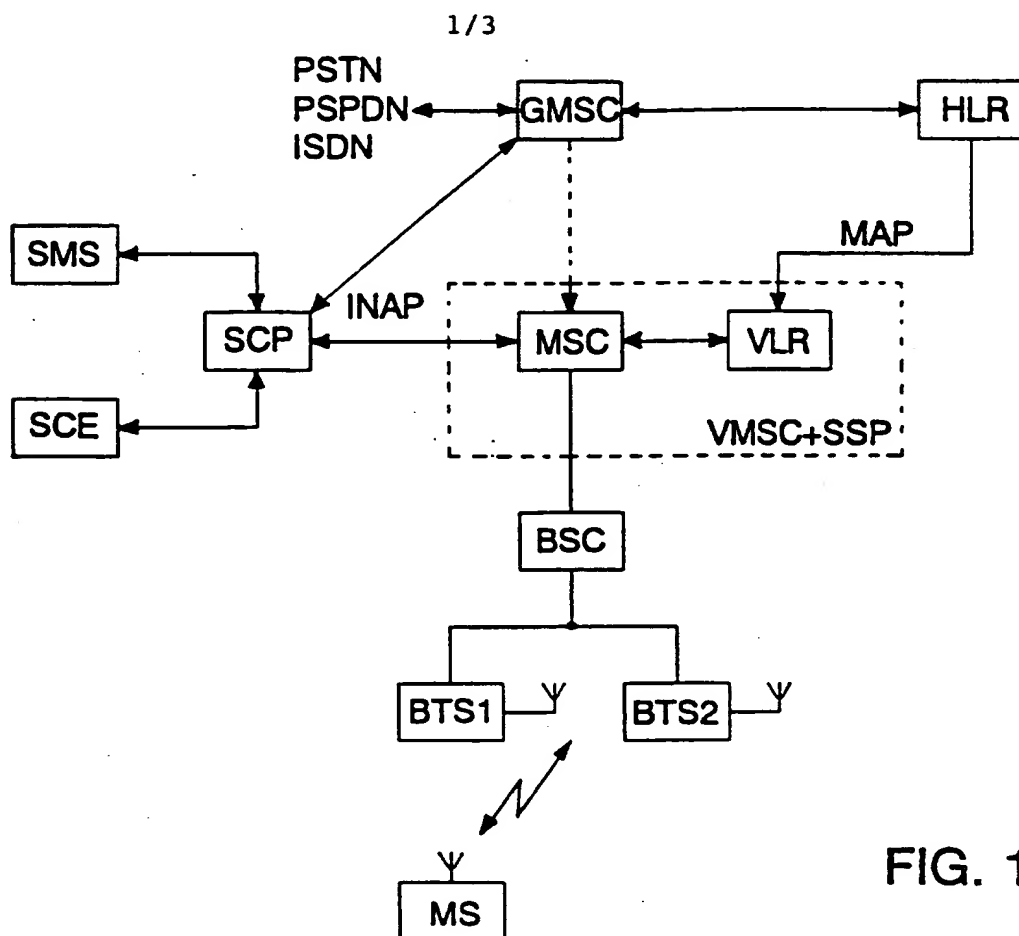 1/3
PSTN
PSPDN
ISDN
GMSC
HLR
SMS
MAP
INAP
SCP
MSC
VLR
SCE
VMSC+SSP
BSC
BTS1
BTS2
MS
FIG. 1